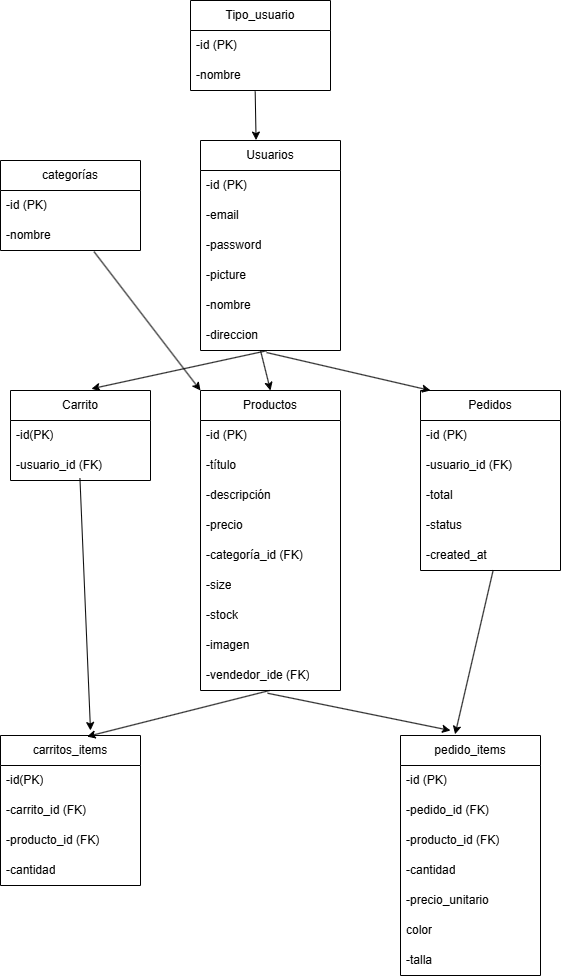 Tipo_usuario
-id (PK)
-nombre
Usuarios
-id (PK)
-email
-password
-picture
-nombre
-direccion
categorías
-id (PK)
-nombre
Carrito
-id(PK)
-usuario_id (FK)
Productos
-id (PK)
-título
-descripción
-precio
-categoría_id (FK)
-size
-stock
-imagen
-vendedor_ide (FK)
Pedidos
-id (PK)
-usuario_id (FK)
-total
-status
-created_at
carritos_items
-id(PK)
-carrito_id (FK)
-producto_id (FK)
-cantidad
pedido_items
-id (PK)
-pedido_id (FK)
-producto_id (FK)
-cantidad
-precio_unitario
color
-talla